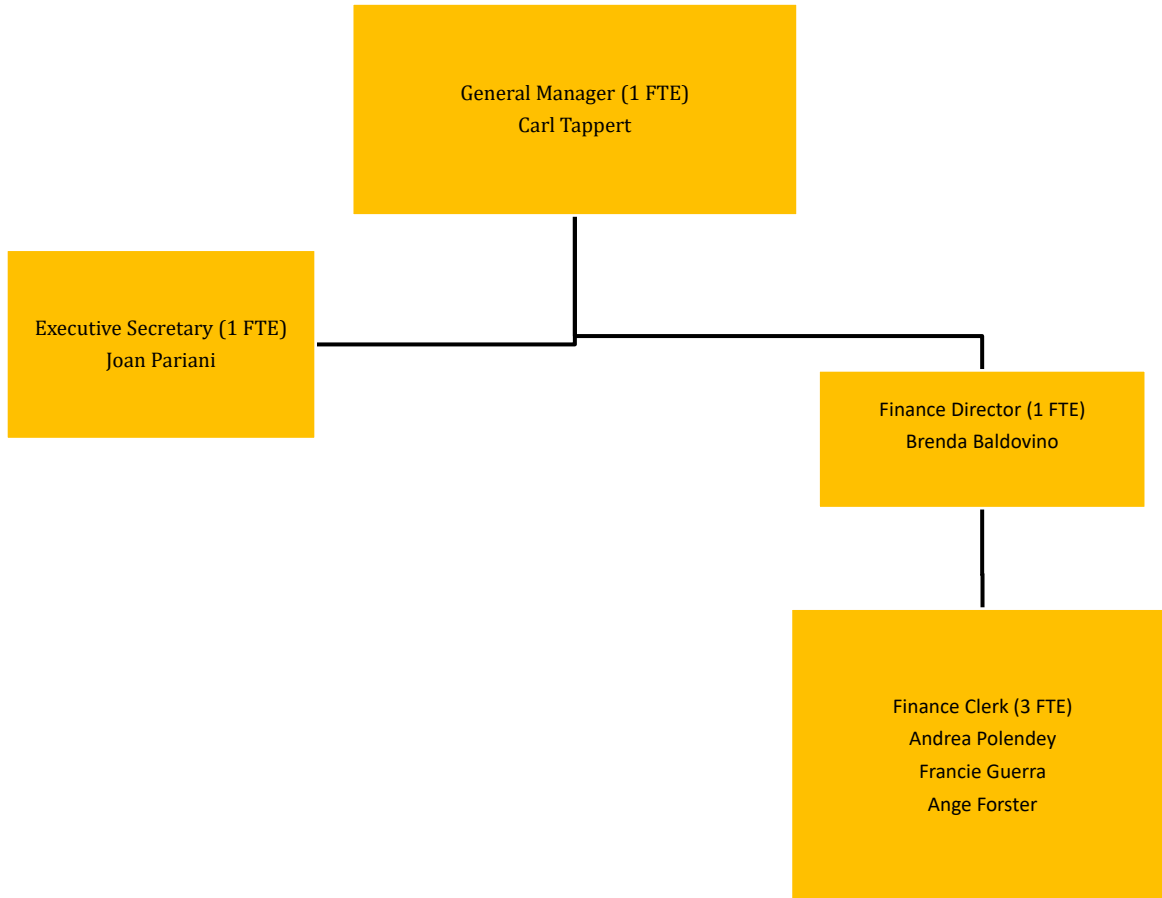 General Manager (1 FTE)
Carl Tappert
Executive Secretary (1 FTE)
Joan Pariani
Finance Director (1 FTE)
Brenda Baldovino
Finance Clerk (3 FTE)
Andrea Polendey
Francie Guerra
Ange Forster